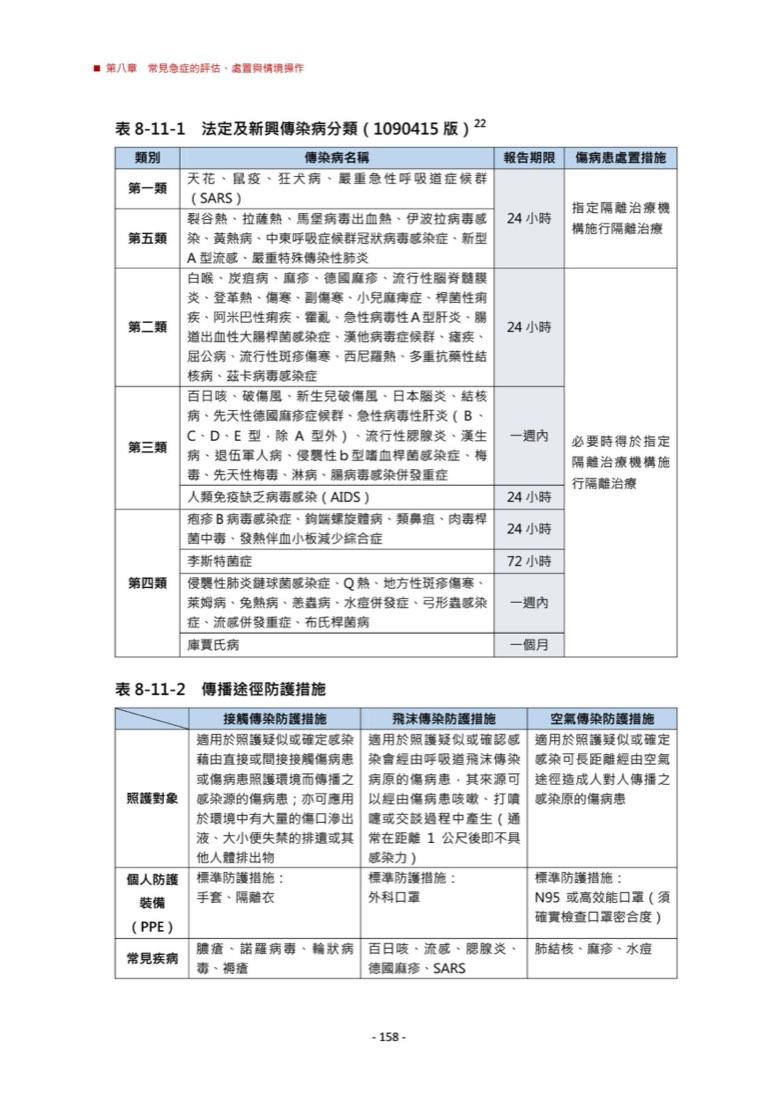 ■ 第八章 常見急症的評估、處置與情境操作
表 8-11-1 法定及新興傳染病分類（1090415 版）22
類別 傳染病名稱 報告期限 傷病患處置措施
第一類
天花、鼠疫、狂犬病、嚴重急性呼吸道症候群
（SARS）
第五類
裂谷熱、拉薩熱、馬堡病毒出血熱、伊波拉病毒感
染、黃熱病、中東呼吸症候群冠狀病毒感染症、新型
A 型流感、嚴重特殊傳染性肺炎
24 小時
指定隔離治療機
構施行隔離治療
第二類
白喉、炭疽病、麻疹、德國麻疹、流行性腦脊髓膜
炎、登革熱、傷寒、副傷寒、小兒麻痺症、桿菌性痢
疾、阿米巴性痢疾、霍亂、急性病毒性A型肝炎、腸
道出血性大腸桿菌感染症、漢他病毒症候群、瘧疾、
屈公病、流行性斑疹傷寒、西尼羅熱、多重抗藥性結
核病、茲卡病毒感染症
24 小時
第三類
百日咳、破傷風、新生兒破傷風、日本腦炎、結核
病、先天性德國麻疹症候群、急性病毒性肝炎（B、
C、D、E 型，除 A 型外）、流行性腮腺炎、漢生
病、退伍軍人病、侵襲性b型嗜血桿菌感染症、梅
毒、先天性梅毒、淋病、腸病毒感染併發重症
一週內
人類免疫缺乏病毒感染（AIDS） 24 小時
必要時得於指定
隔離治療機構施
行隔離治療
第四類
疱疹B病毒感染症、鉤端螺旋體病、類鼻疽、肉毒桿
菌中毒、發熱伴血小板減少綜合症
24 小時
李斯特菌症 72 小時
侵襲性肺炎鏈球菌感染症、Q熱、地方性斑疹傷寒、
萊姆病、兔熱病、恙蟲病、水痘併發症、弓形蟲感染
症、流感併發重症、布氏桿菌病
一週內
庫賈氏病 一個月
表 8-11-2 傳播途徑防護措施
接觸傳染防護措施 飛沫傳染防護措施 空氣傳染防護措施
照護對象
適用於照護疑似或確定感染
藉由直接或間接接觸傷病患
或傷病患照護環境而傳播之
感染源的傷病患；亦可應用
於環境中有大量的傷口滲出
液、大小便失禁的排遺或其
他人體排出物
適用於照護疑似或確認感
染會經由呼吸道飛沫傳染
病原的傷病患，其來源可
以經由傷病患咳嗽、打噴
嚏或交談過程中產生（通
常在距離 1 公尺後即不具
感染力）
適用於照護疑似或確定
感染可長距離經由空氣
途徑造成人對人傳播之
感染原的傷病患
個人防護
裝備
（PPE）
標準防護措施：
手套、隔離衣
標準防護措施：
外科口罩
標準防護措施：
N95 或高效能口罩（須
確實檢查口罩密合度）
常見疾病
膿瘡、諾羅病毒、輪狀病
毒、褥瘡
百日咳、流感、腮腺炎、
德國麻疹、SARS
肺結核、麻疹、水痘
- 158 -